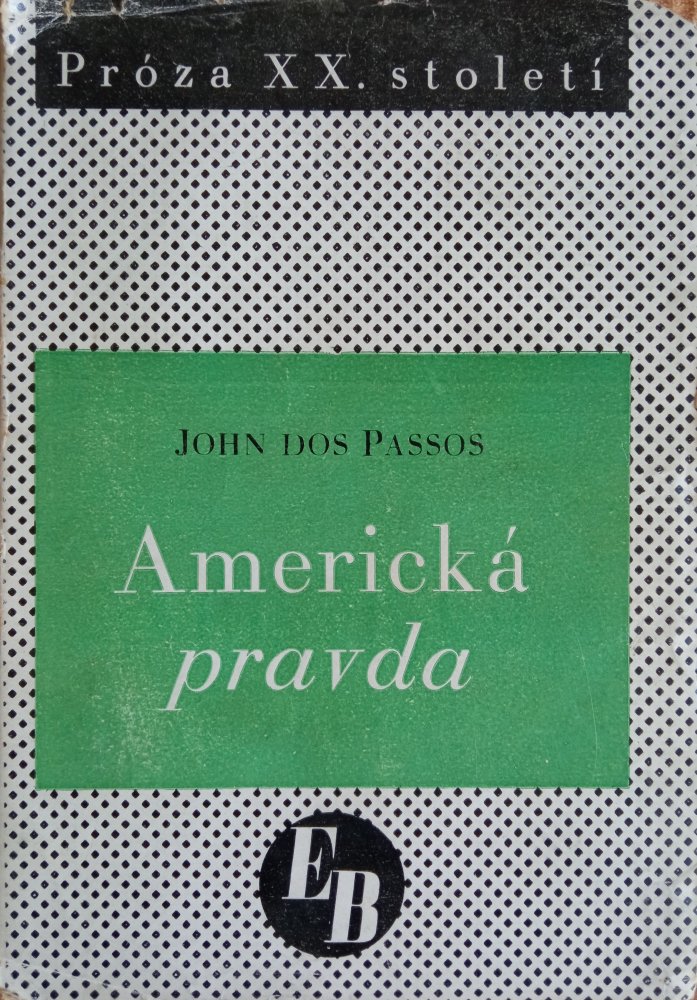 Próza XX. století
JOHN DOS PASSOS
Americká
pravda
EB